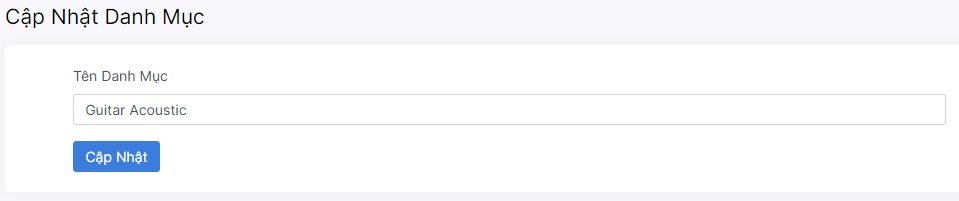 Cập Nhật Danh Mục
Tên Danh Mục
Guitar Acoustic
Cập Nhật